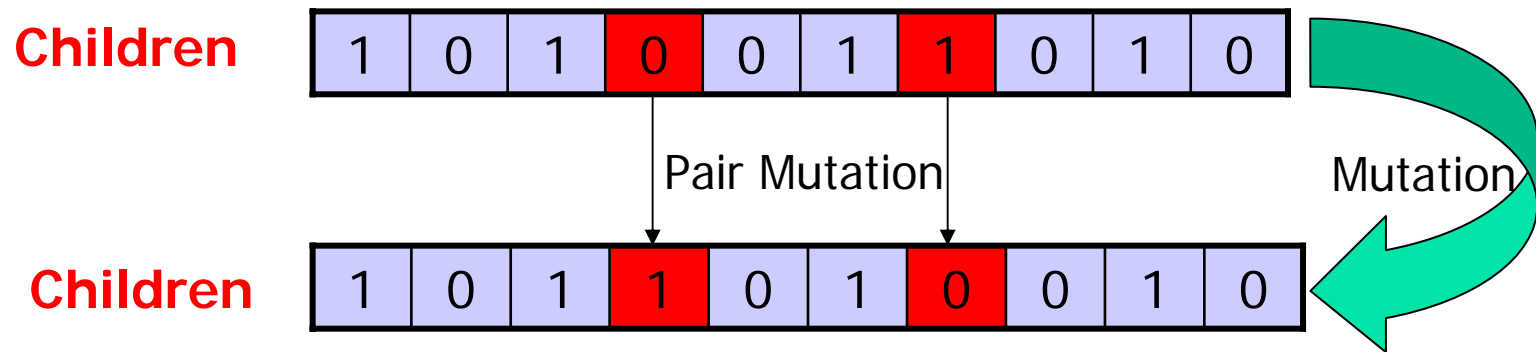 Children 1 0 1 0 0 1 1 0 1 0
Pair Mutation Mutation
Children 1 0 1 1 0 1 0 0 1 0